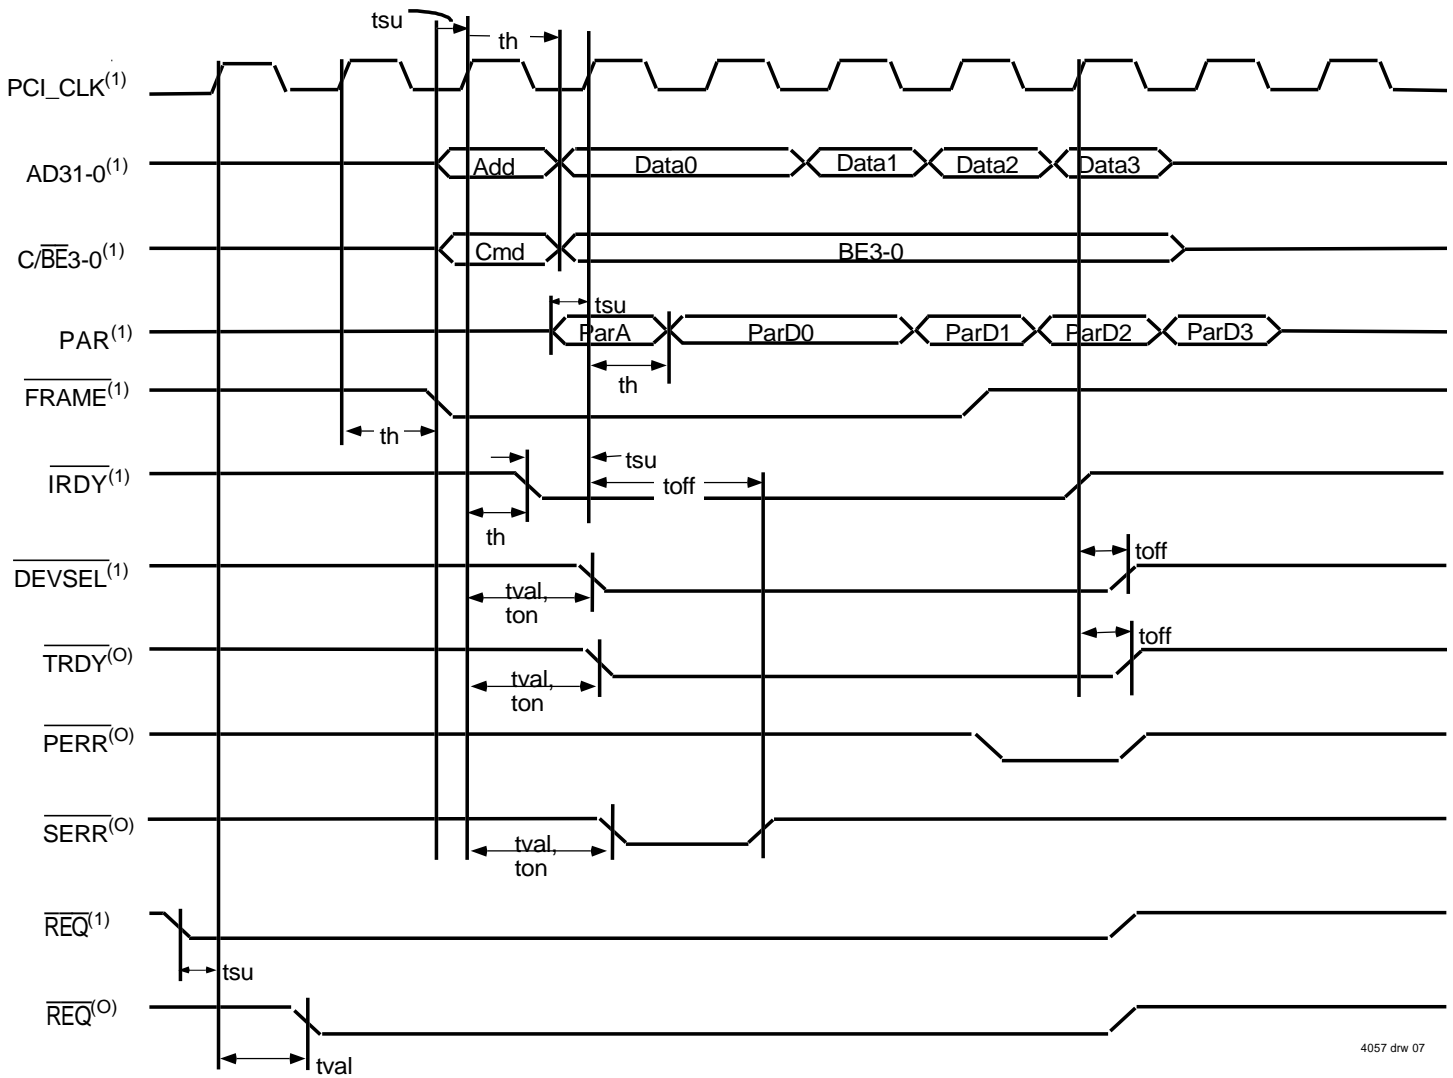 tsu
th
PCI_CLK(1)
AD31-0(1)
Add
Data0
Data1
Data2
Data3
C/BE3-0(1)
Cmd
BE3-0
tsu
PAR(1)
ParA
ParD0
ParD1
ParD2
ParD3
th
FRAME(1)
th
IRDY(1)
tsu
toff
th
DEVSEL(1)
toff
tval,
ton
TRDY(O)
toff
tval,
ton
PERR(O)
SERR(O)
tval,
ton
REQ(1)
tsu
REQ(O)
tval
4057 drw 07